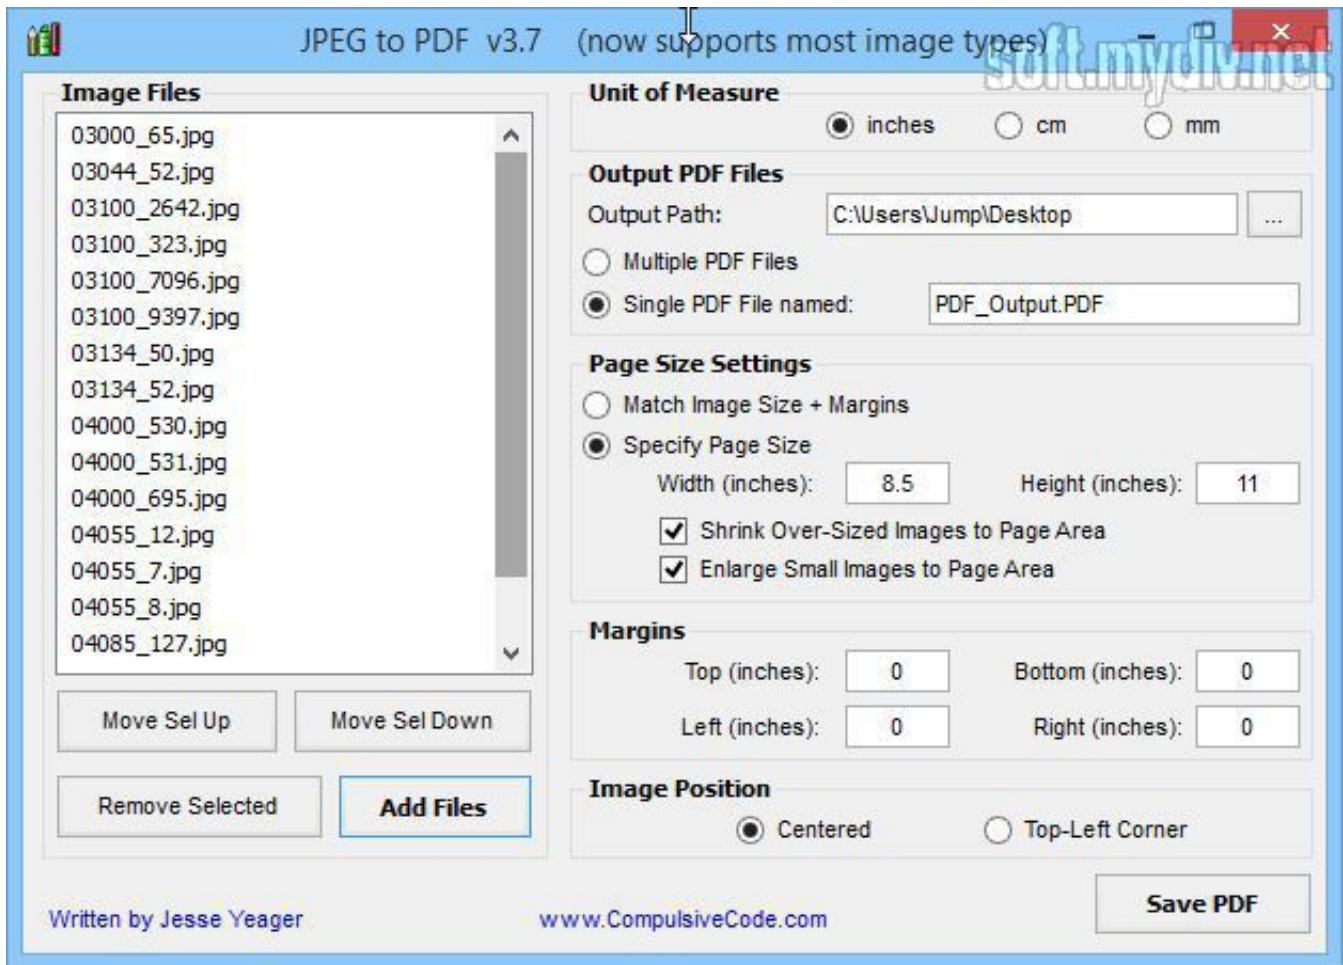 JPEG to PDF v3.7 (now supports most image types)
soft.mydiv.net
Image Files
03000_65.jpg
03044_52.jpg
03100_2642.jpg
03100_323.jpg
03100_7096.jpg
03100_9397.jpg
03134_50.jpg
03134_52.jpg
04000_530.jpg
04000_531.jpg
04000_695.jpg
04055_12.jpg
04055_7.jpg
04055_8.jpg
04085_127.jpg
Move Sel Up Move Sel Down
Remove Selected Add Files
Unit of Measure
inches cm mm
Output PDF Files
Output Path: C:\Users\Jump\Desktop ...
Multiple PDF Files
Single PDF File named: PDF_Output.PDF
Page Size Settings
Match Image Size + Margins
Specify Page Size
Width (inches): 8.5 Height (inches): 11
Shrink Over-Sized Images to Page Area
Enlarge Small Images to Page Area
Margins
Top (inches): 0 Bottom (inches): 0
Left (inches): 0 Right (inches): 0
Image Position
Centered Top-Left Corner
Written by Jesse Yeager www.CompulsiveCode.com Save PDF